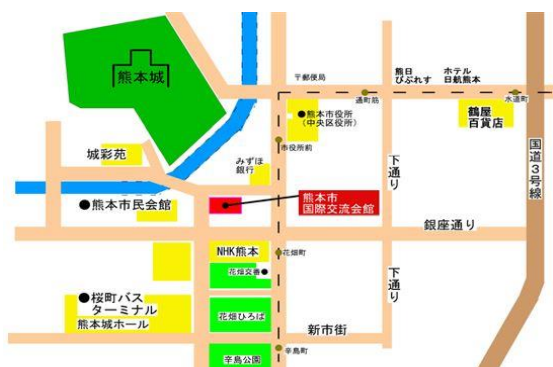 熊本城
〒郵便局
熊日
びぷれす
ホテル
日航熊本
通町筋
水道町
●熊本市役所
(中央区役所)
鶴屋
百貨店
市役所前
城彩苑
みずほ
銀行
下通り
国道3号線
●熊本市民会館
熊本市
国際交流会館
銀座通り
NHK熊本
花畑町
花畑交番●
下通り
●桜町バス
ターミナル
熊本城ホール
花畑ひろば
新市街
辛島町
辛島公園